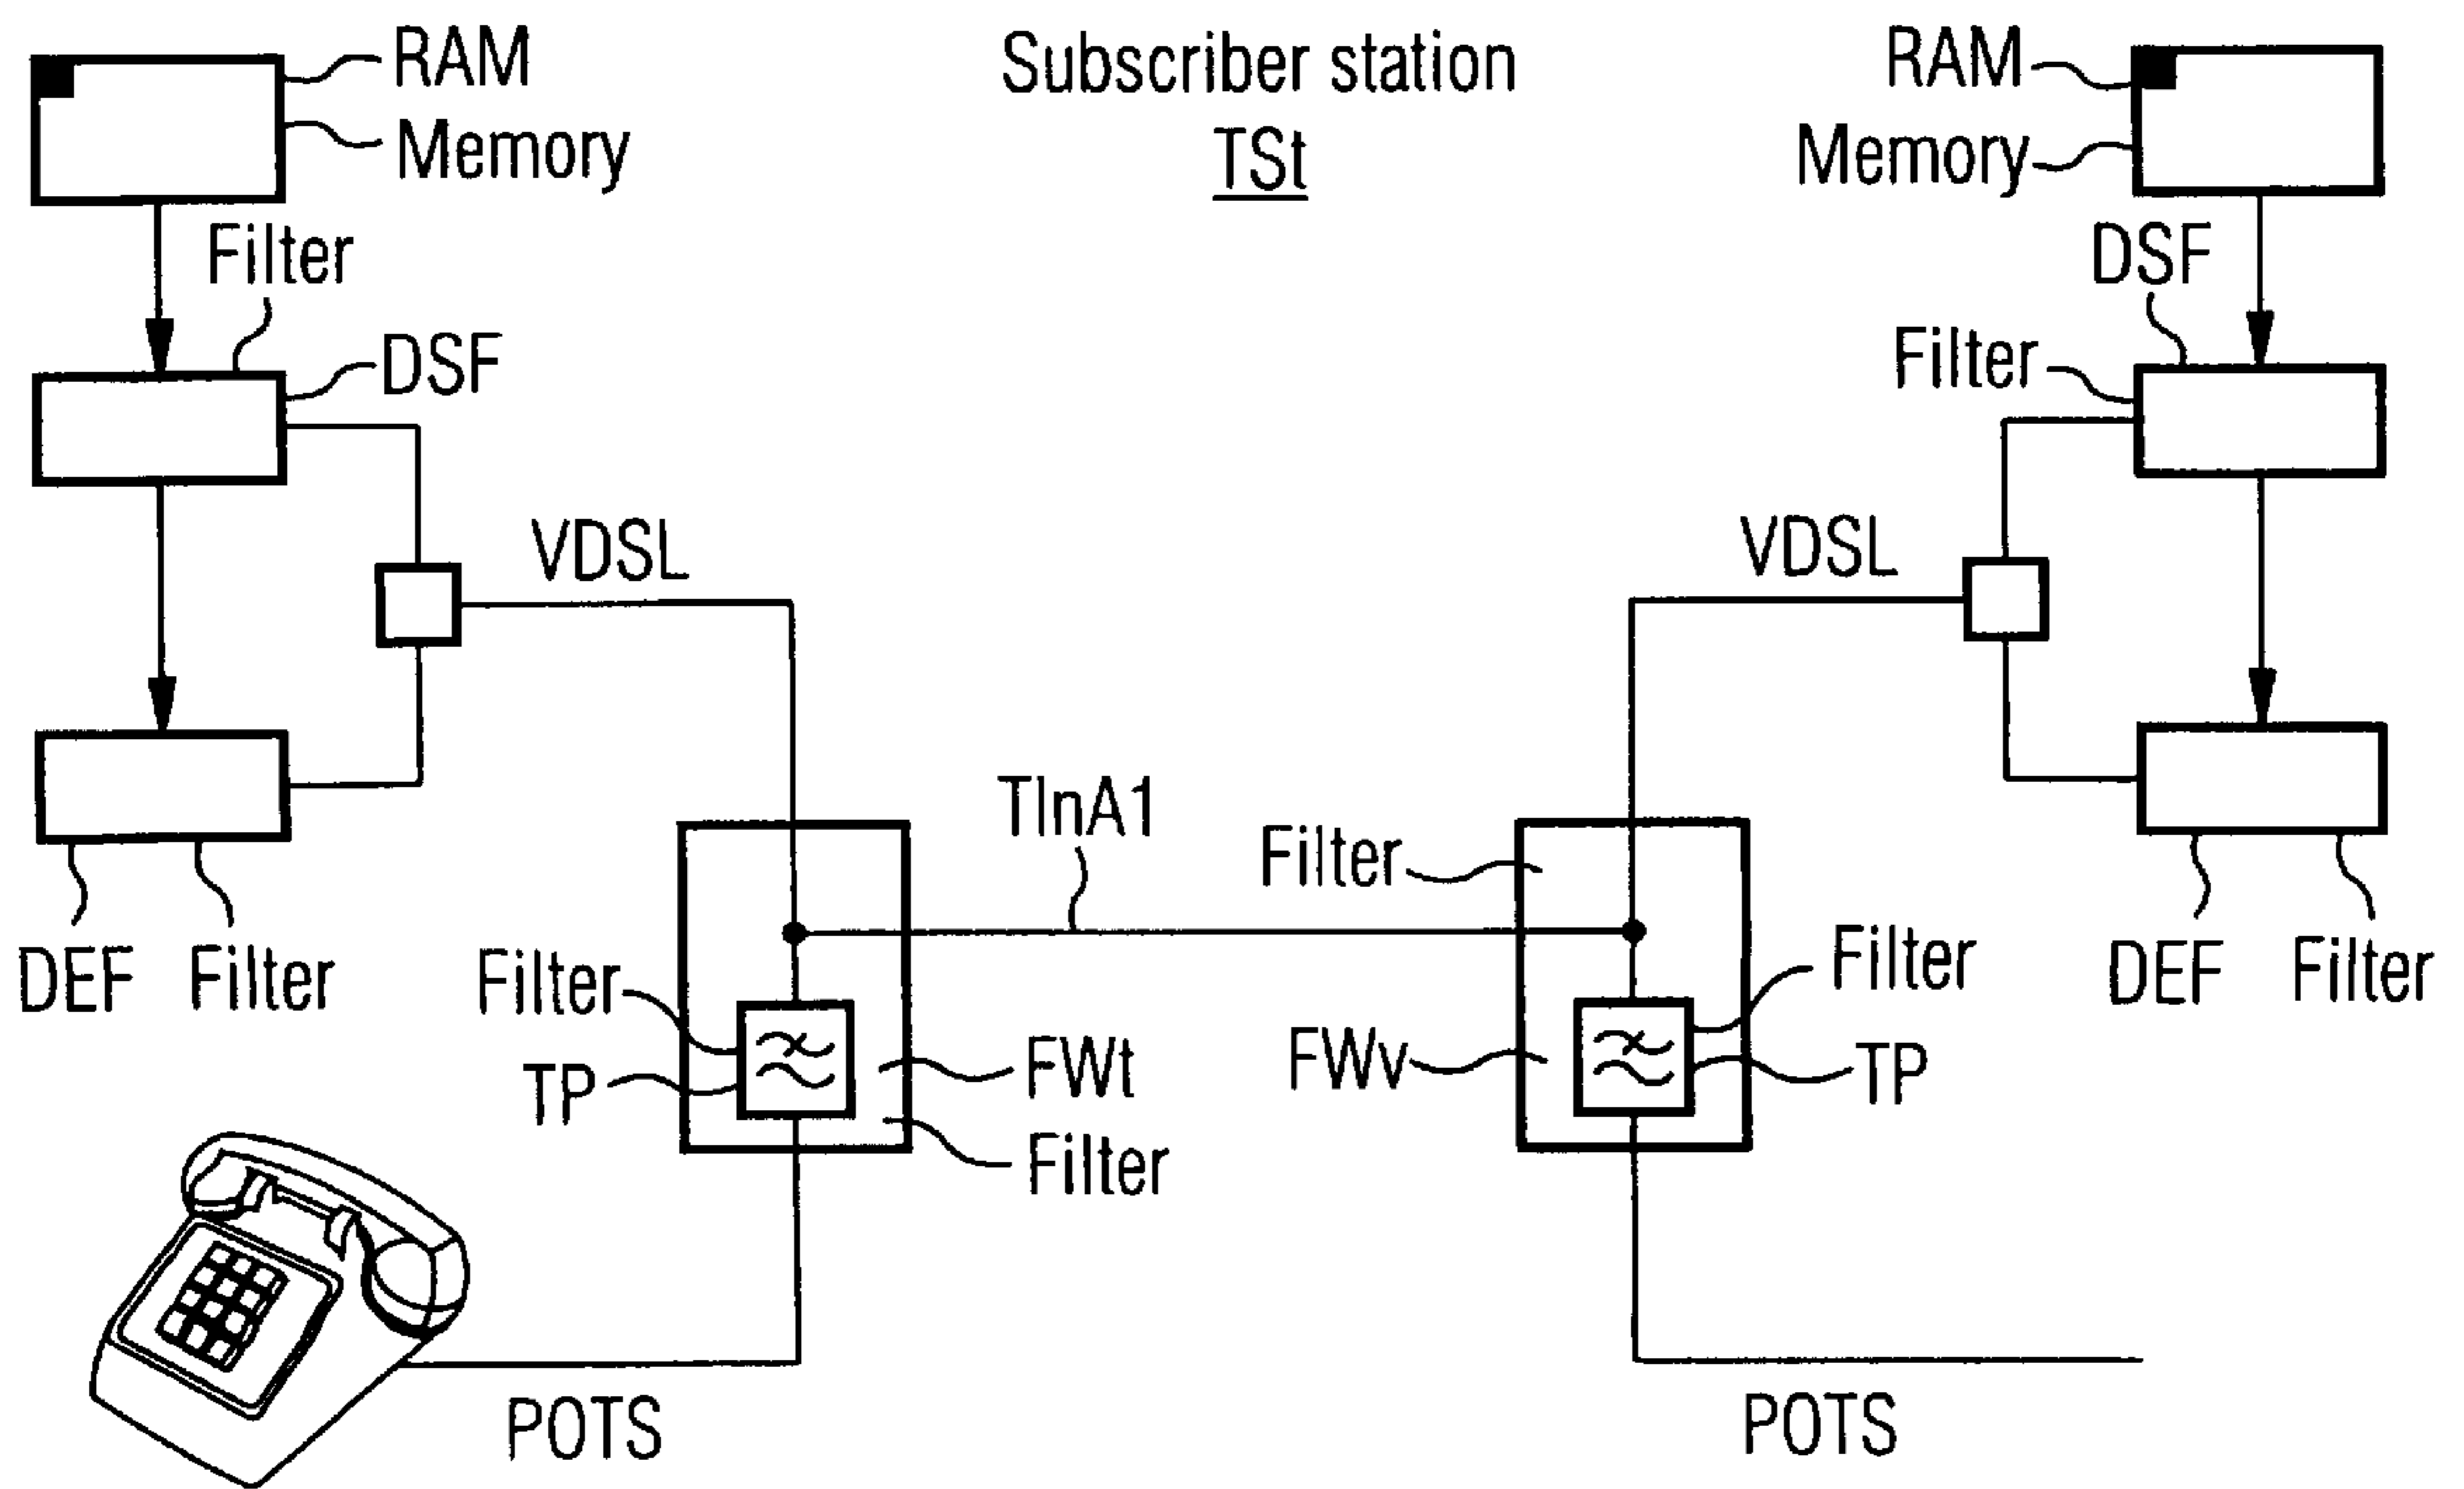 RAM
Subscriber station
RAM
Memory
TSt
Memory
Filter
DSF
DSF
Filter
VDSL
VDSL
TlnA1
Filter
DEF
Filter
Filter
Filter
DEF
Filter
TP
FWt
FWv
TP
Filter
POTS
POTS